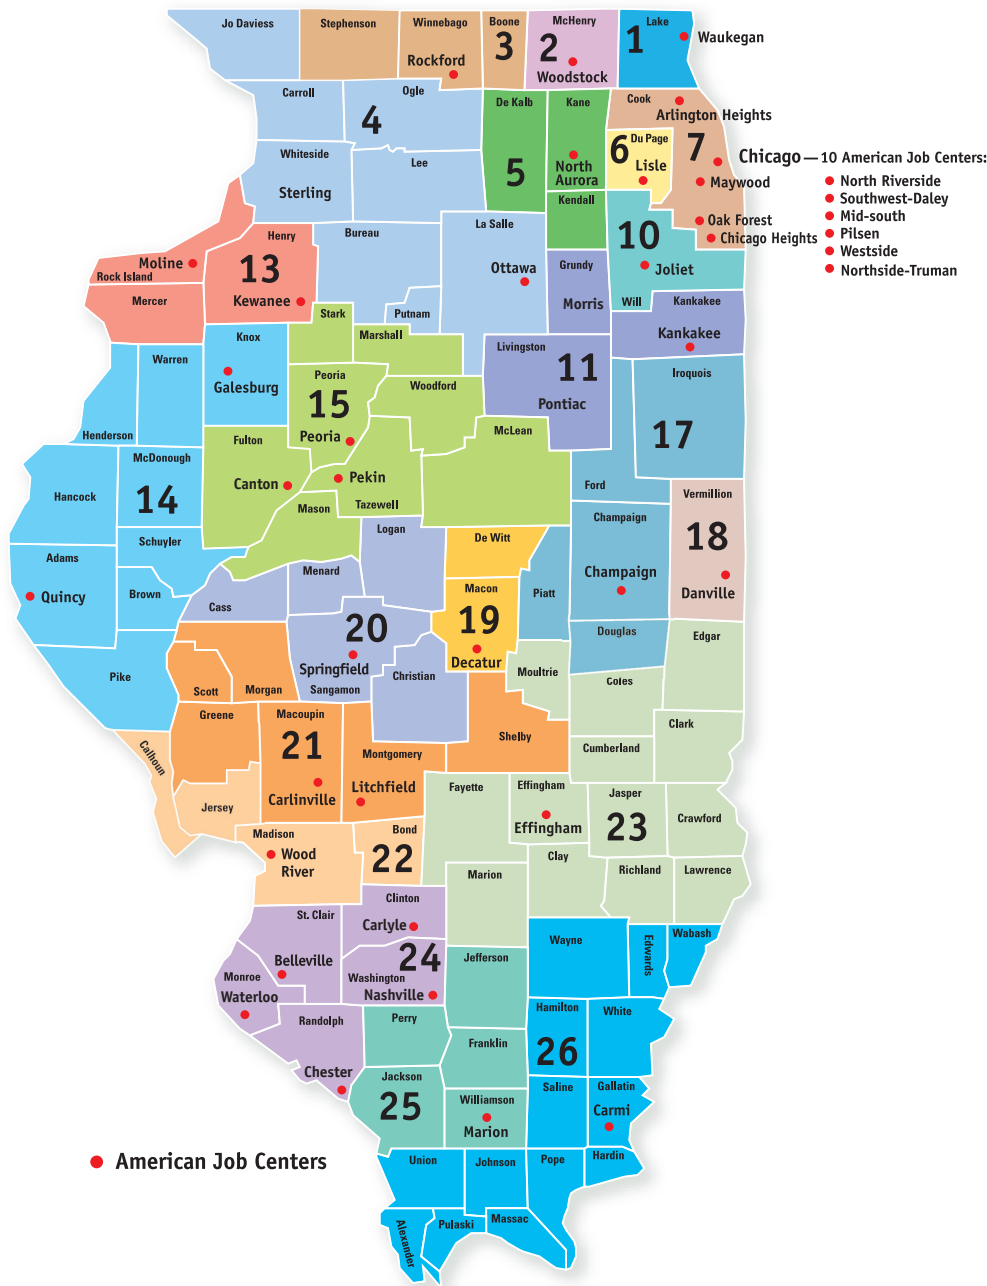 Jo Daviess
Stephenson
Winnebago
Boone
McHenry
Lake
Rockford
3
2
1
Waukegan
Woodstock
Carroll
Ogle
De Kalb
Kane
Cook
Arlington Heights
4
5
6
Du Page
7
Lisle
Chicago — 10 American Job Centers:
North Riverside
Southwest-Daley
Mid-south
Pilsen
Westside
Northside-Truman
Whiteside
Lee
Sterling
North
Aurora
Maywood
Kendall
Oak Forest
Chicago Heights
La Salle
Henry
Bureau
10
Moline
Rock Island
13
Ottawa
Grundy
Joliet
Mercer
Kewanee
Putnam
Morris
Will
Kankakee
Kankakee
Stark
Marshall
Knox
Warren
Galesburg
Peoria
15
Peoria
Woodford
Livingston
11
Pontiac
Iroquois
17
Henderson
Fulton
McLean
McDonough
Hancock
14
Canton
Pekin
Tazewell
Mason
Ford
Vermillion
18
Danville
Schuyler
Logan
Champaign
Champaign
De Witt
Adams
Quincy
Brown
Menard
Cass
Macon
19
Decatur
Piatt
20
Springfield
Sangamon
Christian
Douglas
Edgar
Pike
Scott
Morgan
Moultrie
Coles
Greene
Macoupin
21
Carlinville
Montgomery
Litchfield
Shelby
Clark
Cumberland
Calhoun
Jersey
Fayette
Effingham
Effingham
Jasper
23
Crawford
Madison
Wood
River
Bond
22
Clay
Marion
Richland
Lawrence
Clinton
Carlyle
St. Clair
Belleville
24
Washington
Nashville
Monroe
Waterloo
Wayne
Edwards
Wabash
Jefferson
Randolph
Chester
Perry
Hamilton
26
White
Franklin
Jackson
25
Williamson
Marion
Saline
Gallatin
Carmi
American Job Centers
Union
Johnson
Pope
Hardin
Alexander
Pulaski
Massac